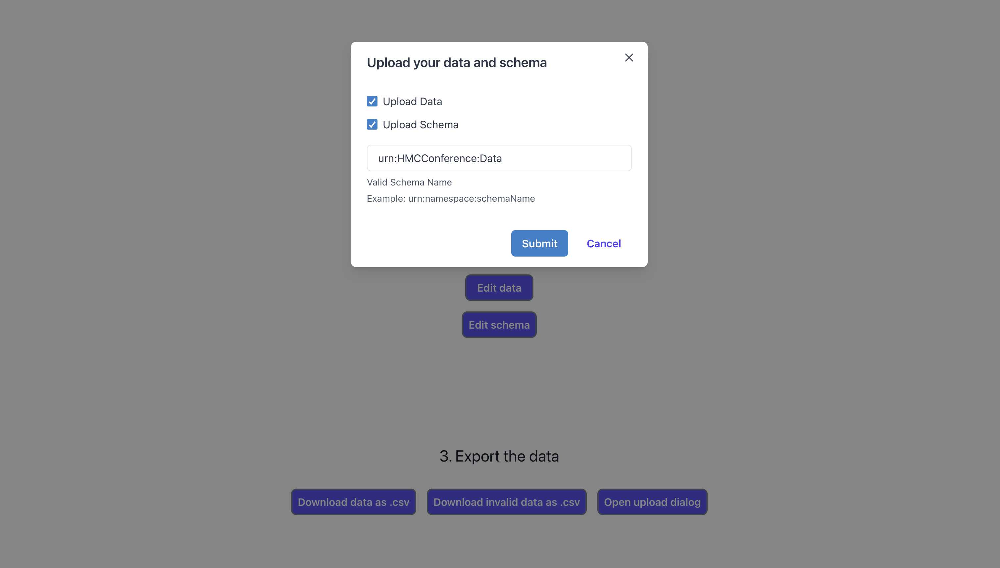 Upload your data and schema
Upload Data
Upload Schema
urn:HMCConference:Data
Valid Schema Name
Example: urn:namespace:schemaName
Submit Cancel
Edit data
Edit schema
3. Export the data
Download data as .csv Download invalid data as .csv Open upload dialog